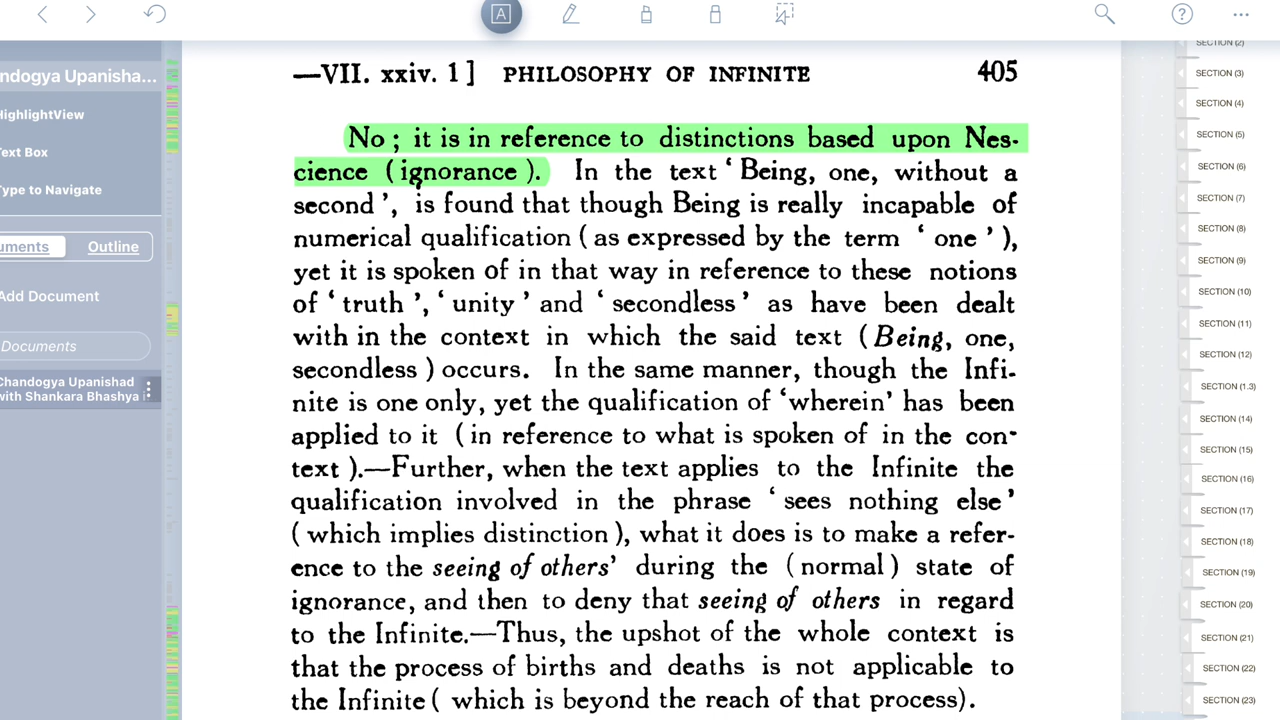 A
?
ndogya Upanisha...
HighlightView
ext Box
ype to Navigate
uments Outline
Add Document
Documents
Chandogya Upanishad
with Shankara Bhashya i
—VII. xxiv. 1 ] PHILOSOPHY OF INFINITE 405
No ; it is in reference to distinctions based upon Nes-
cience ( ignorance ). In the text ‘ Being, one, without a
second ’, is found that though Being is really incapable of
numerical qualification ( as expressed by the term ‘ one ’ ),
yet it is spoken of in that way in reference to these notions
of ‘ truth ’, ‘ unity ’ and ‘ secondless ’ as have been dealt
with in the context in which the said text ( Being, one,
secondless ) occurs. In the same manner, though the Infi-
nite is one only, yet the qualification of ‘wherein’ has been
applied to it ( in reference to what is spoken of in the con-
text ).—Further, when the text applies to the Infinite the
qualification involved in the phrase ‘ sees nothing else’
( which implies distinction ), what it does is to make a refer-
ence to the seeing of others’ during the ( normal ) state of
ignorance, and then to deny that seeing of others in regard
to the Infinite.—Thus, the upshot of the whole context is
that the process of births and deaths is not applicable to
the Infinite ( which is beyond the reach of that process).
SECTION (2)
SECTION (3)
SECTION (4)
SECTION (5)
SECTION (6)
SECTION (7)
SECTION (8)
SECTION (9)
SECTION (10)
SECTION (11)
SECTION (12)
SECTION (1.3)
SECTION (14)
SECTION (15)
SECTION (16)
SECTION (17)
SECTION (18)
SECTION (19)
SECTION (20)
SECTION (21)
SECTION (22)
SECTION (23)